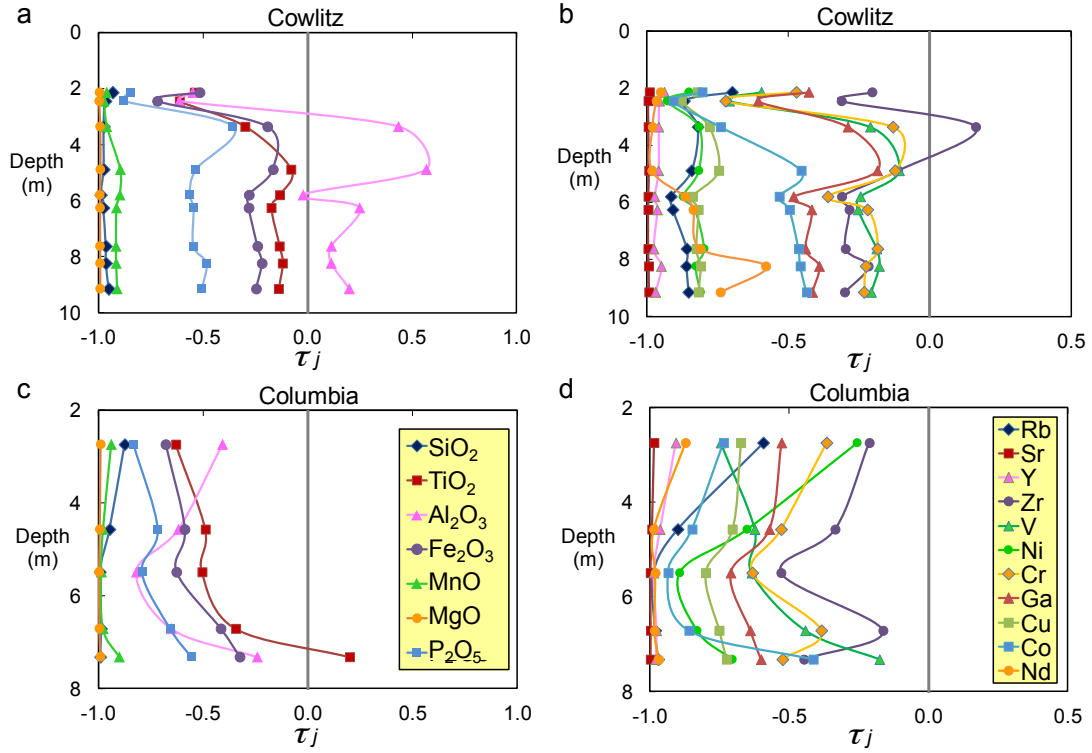 a
Cowlitz
0
2
4
6
8
10
Depth
(m)
-1.0 -0.5 0.0 0.5 1.0
τj
b
Cowlitz
0
2
4
6
8
10
Depth
(m)
-1.0 -0.5 0.0 0.5
τj
c
Columbia
2
4
6
8
Depth
(m)
-1.0 -0.5 0.0 0.5 1.0
τj
SiO2
TiO2
Al2O3
Fe2O3
MnO
MgO
P2O5
d
Columbia
2
4
6
8
Depth
(m)
-1.0 -0.5 0.0 0.5
τj
Rb
Sr
Y
Zr
V
Ni
Cr
Ga
Cu
Co
Nd